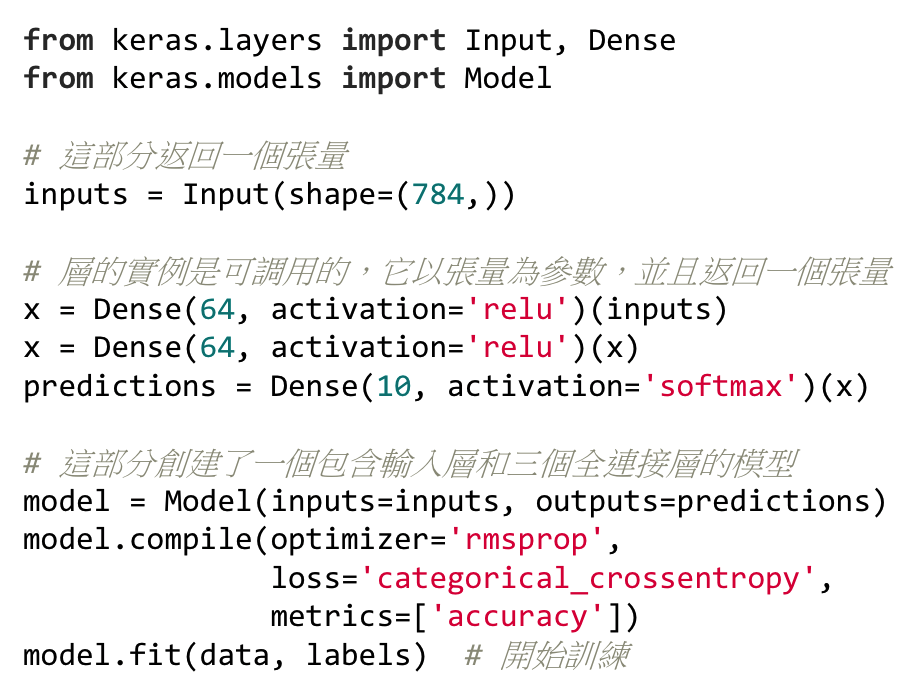 from keras.layers import Input, Dense
from keras.models import Model
# 這部分返回一個張量
inputs = Input(shape=(784,))
# 層的實例是可調用的，它以張量為參數，並且返回一個張量
x = Dense(64, activation='relu')(inputs)
x = Dense(64, activation='relu')(x)
predictions = Dense(10, activation='softmax')(x)
# 這部分創建了一個包含輸入層和三個全連接層的模型
model = Model(inputs=inputs, outputs=predictions)
model.compile(optimizer='rmsprop',
              loss='categorical_crossentropy',
              metrics=['accuracy'])
model.fit(data, labels)  # 開始訓練